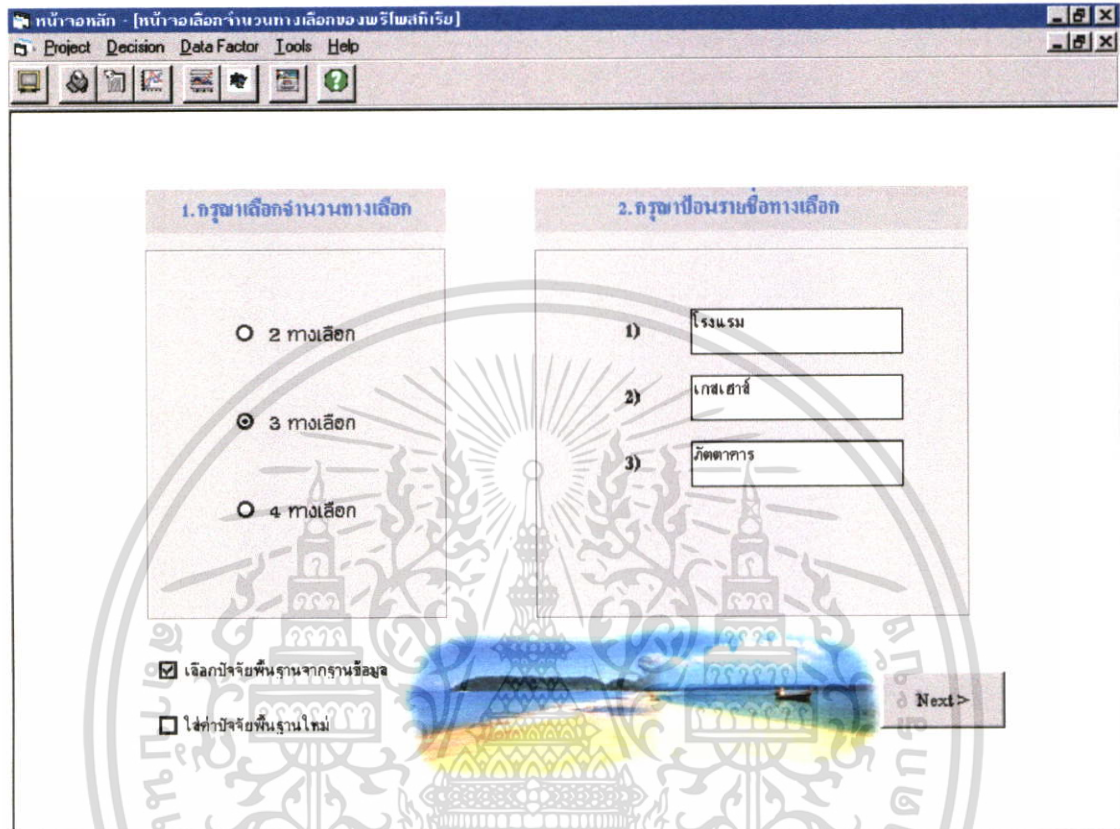 หน้าจอหลัก - [หน้าจอเลือกจำนวนทางเลือกของพรีโพสทิเรีย]
Project Decision Data Factor Tools Help
1. กรุณาเลือกจำนวนทางเลือก
2 ทางเลือก
3 ทางเลือก
4 ทางเลือก
2. กรุณาป้อนรายชื่อทางเลือก
1) โรงแรม
2) เกสเฮาส์
3) ภัตตาคาร
เลือกปัจจัยพื้นฐานจากฐานข้อมูล
ใส่ค่าปัจจัยพื้นฐานใหม่
Next >